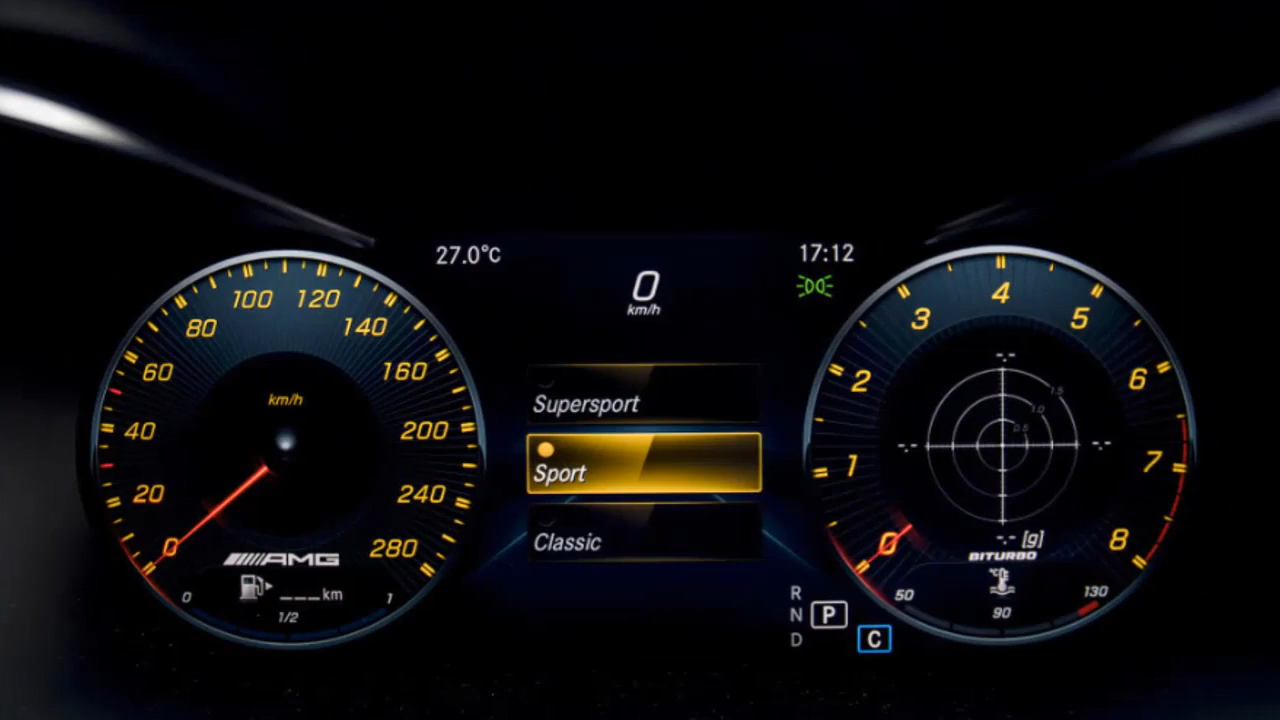 27.0°C
17:12
0
km/h
Supersport
Sport
Classic
km/h
0
20
40
60
80
100
120
140
160
200
240
280
AMG
___km
0
1/2
1
0
1
2
3
4
5
6
7
8
0.5
1.0
1.5
-.-
-.-
-.-
-.- [g]
BITURBO
°C
50
90
130
R
N
D
P
C